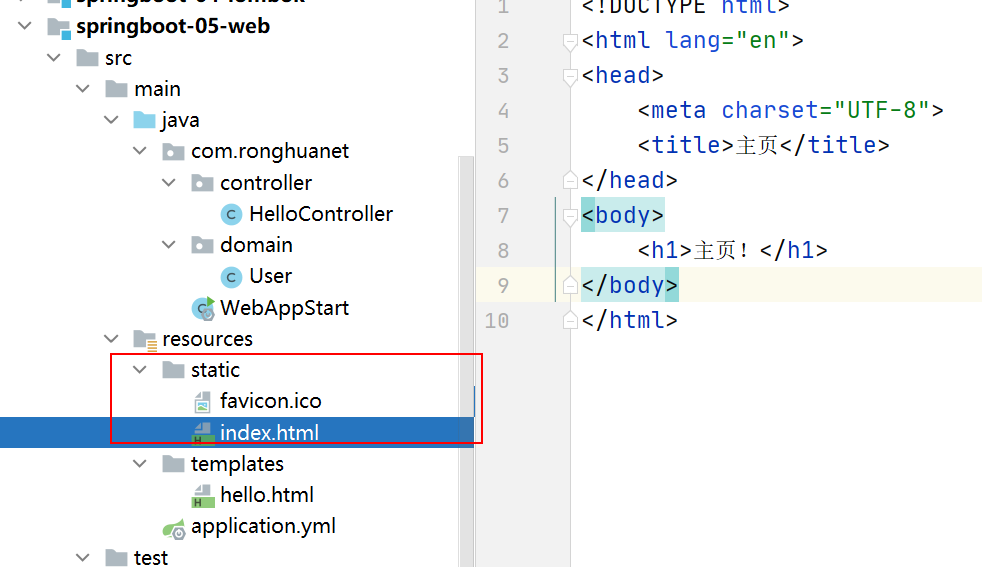 springboot-05-web
src
main
java
com.ronghuanet
controller
HelloController
domain
User
WebAppStart
resources
static
favicon.ico
index.html
templates
hello.html
application.yml
test
1 <!DOCTYPE html>
2 <html lang="en">
3 <head>
4 <meta charset="UTF-8">
5 <title>主页</title>
6 </head>
7 <body>
8 <h1>主页！</h1>
9 </body>
10 </html>